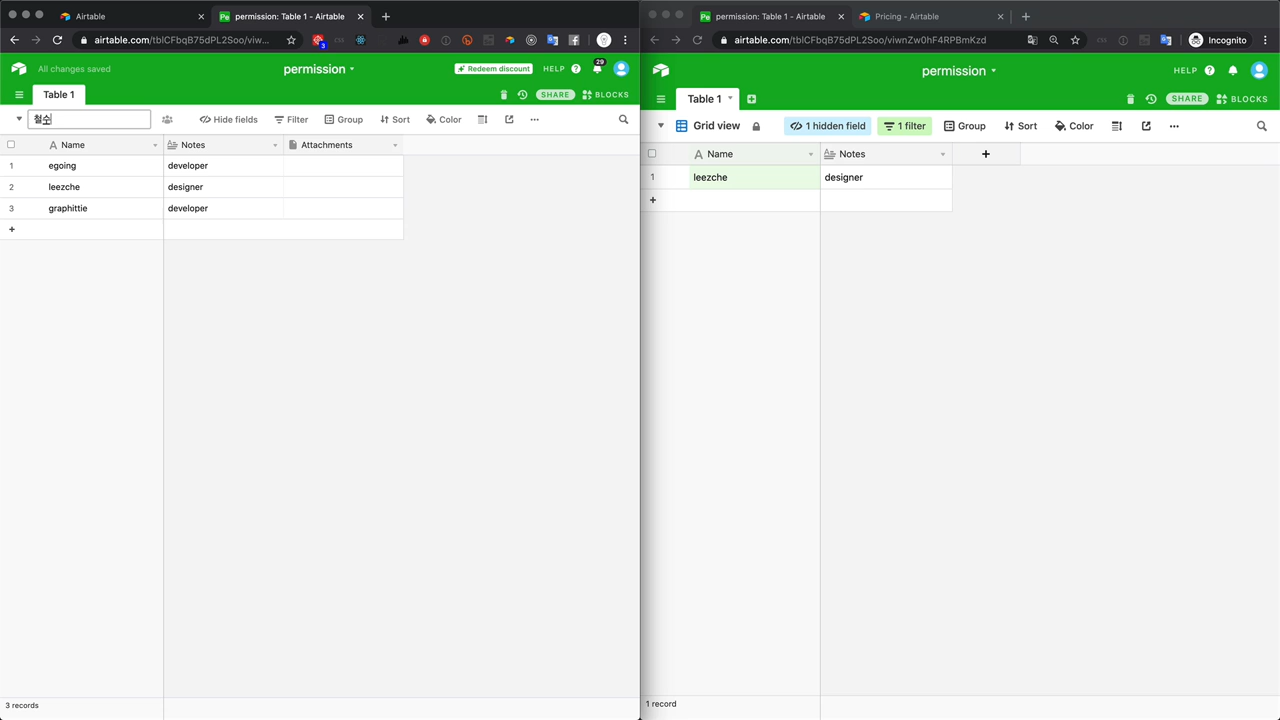 Airtable
permission: Table 1 - Airtable
airtable.com/tblCFbqB75dPL2Soo/viw...
All changes saved
permission
Redeem discount
HELP
29
Table 1
SHARE
BLOCKS
철수
Hide fields
Filter
Group
Sort
Color
Name
Notes
Attachments
1 egoing developer
2 leezche designer
3 graphittie developer
3 records
permission: Table 1 - Airtable
Pricing - Airtable
airtable.com/tblCFbqB75dPL2Soo/viwnZw0hF4RPBmKzd
Incognito
permission
HELP
Table 1
SHARE
BLOCKS
Grid view
1 hidden field
1 filter
Group
Sort
Color
Name
Notes
1 leezche designer
1 record